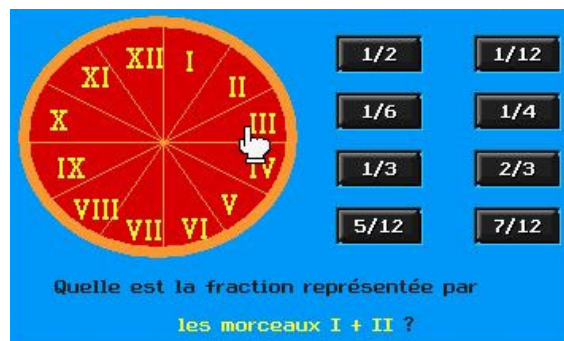 XII I
XI II
X III
IX IV
VIII V
VII VI
1/2 1/12
1/6 1/4
1/3 2/3
5/12 7/12
Quelle est la fraction représentée par
les morceaux I + II ?